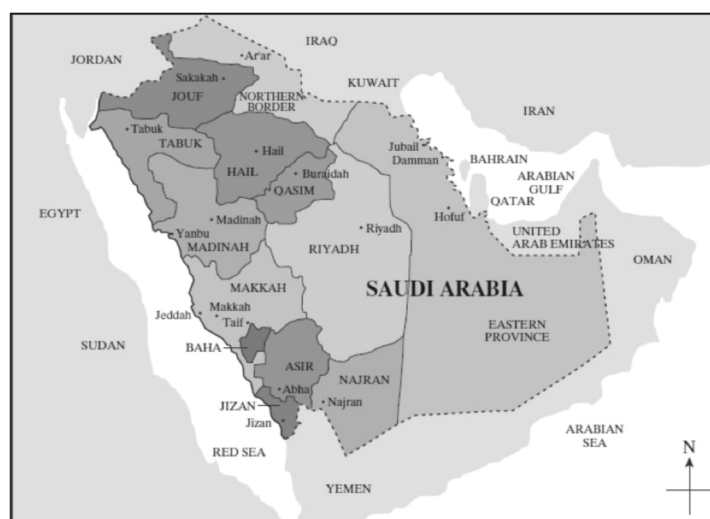 IRAQ
JORDAN
Ar'ar
Sakakah
KUWAIT
JOUF
NORTHERN
BORDER
IRAN
Tabuk
TABUK
Jubail
Damman
Hail
HAIL
BAHRAIN
Buraidah
ARABIAN
GULF
QASIM
QATAR
EGYPT
Madinah
Hofuf
Yanbu
MADINAH
Riyadh
RIYADH
UNITED
ARAB EMIRATES
OMAN
MAKKAH
SAUDI ARABIA
Jeddah
Makkah
Taif
EASTERN
PROVINCE
SUDAN
BAHA
ASIR
NAJRAN
Abha
JIZAN
Najran
Jizan
ARABIAN
SEA
RED SEA
N
YEMEN